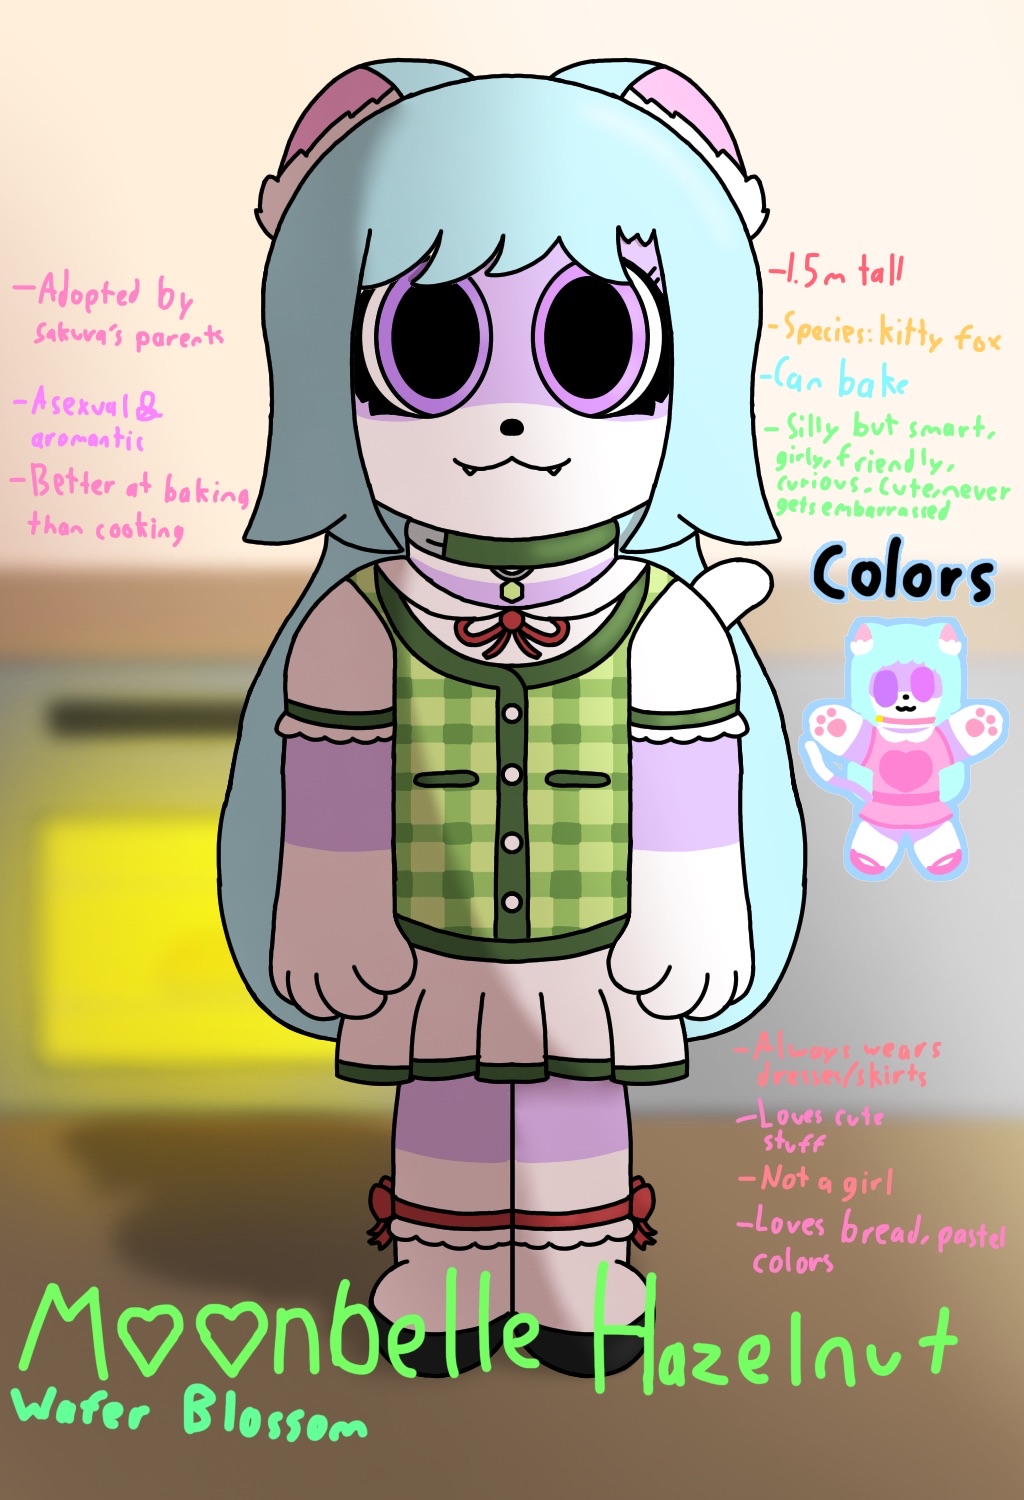 -Adopted by
sakura's parents
-Asexual &
aromantic
-Better at baking
than cooking
-1.5m tall
-Species: kitty fox
-Can bake
-Silly but smart,
girly, friendly,
curious, cute, never
gets embarrassed
Colors
-Always wears
dresses/skirts
-Loves cute
stuff
-Not a girl
-Loves bread, pastel
colors
Moonbelle Hazelnut
Wafer Blossom